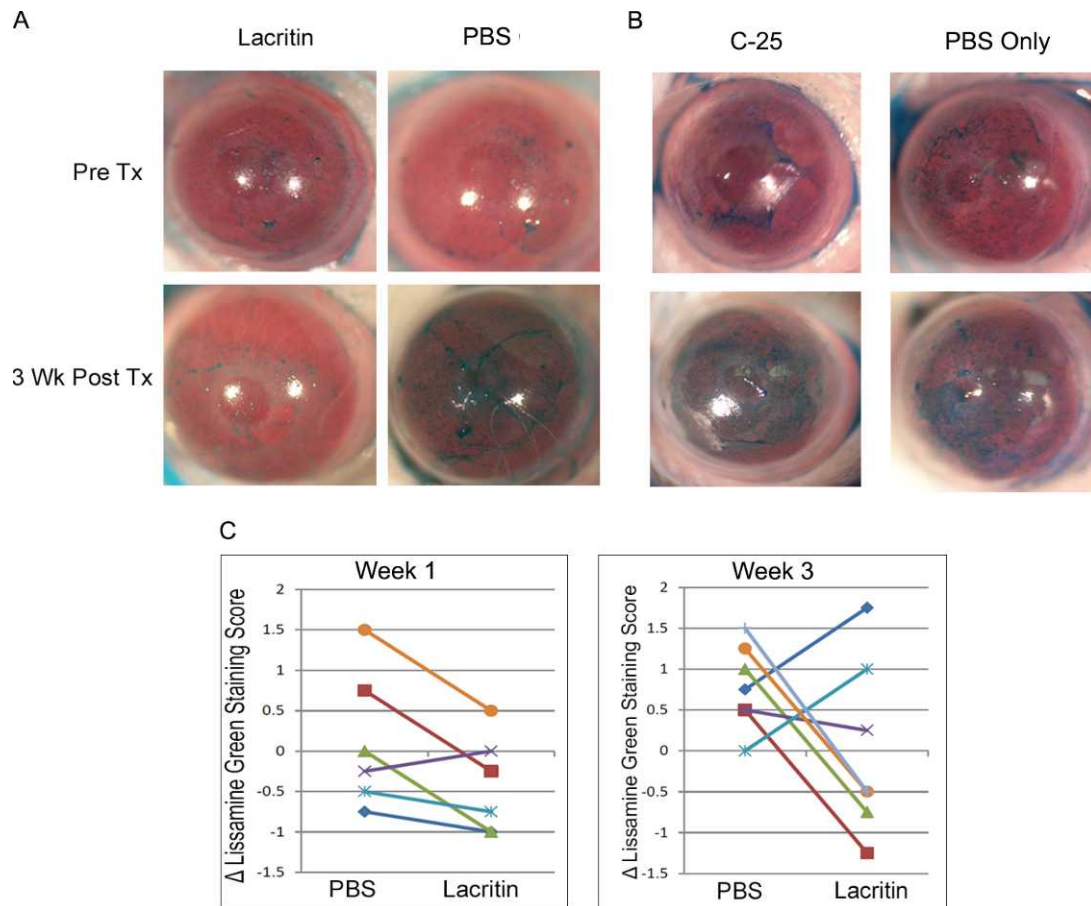 A
B
Lacritin
PBS (
C-25
PBS Only
Pre Tx
3 Wk Post Tx
C
Week 1
Δ Lissamine Green Staining Score
2
1.5
1
0.5
0
-0.5
-1
-1.5
PBS
Lacritin
Week 3
Δ Lissamine Green Staining Score
2
1.5
1
0.5
0
-0.5
-1
-1.5
PBS
Lacritin